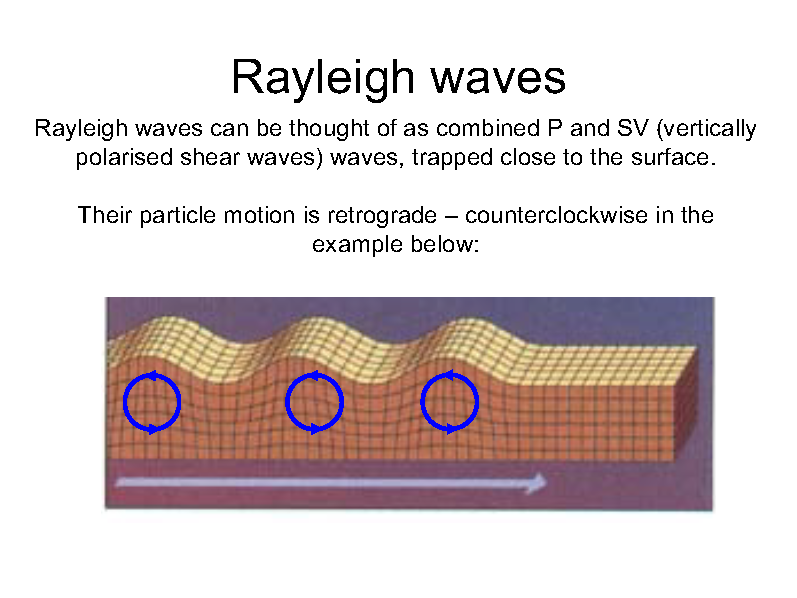 Rayleigh waves
Rayleigh waves can be thought of as combined P and SV (vertically
polarised shear waves) waves, trapped close to the surface.
Their particle motion is retrograde – counterclockwise in the
example below: